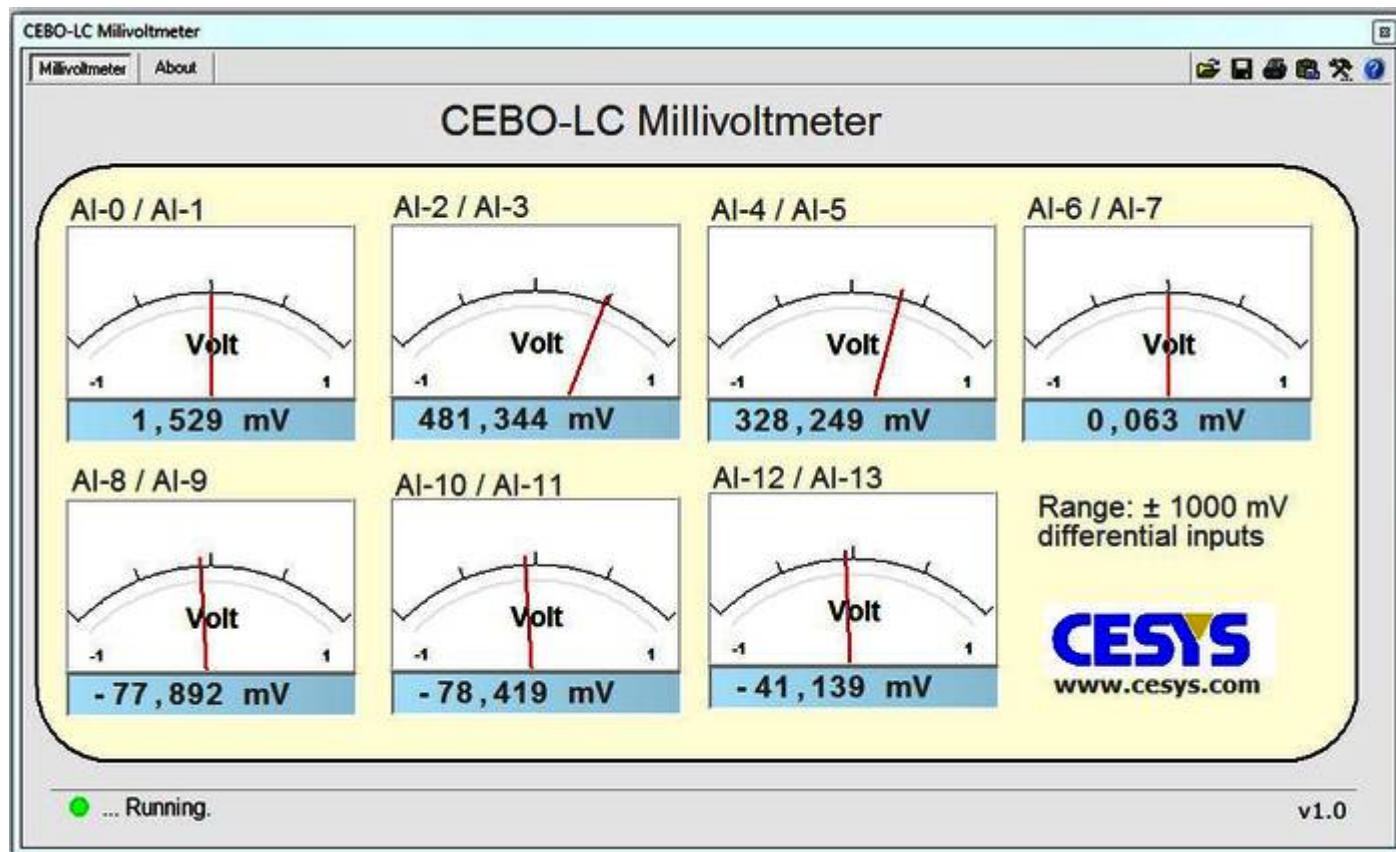 CEBO-LC Milivoltmeter
Millivoltmeter About
CEBO-LC Millivoltmeter
AI-0 / AI-1
Volt
-1 1
1,529 mV
AI-2 / AI-3
Volt
-1 1
481,344 mV
AI-4 / AI-5
Volt
-1 1
328,249 mV
AI-6 / AI-7
Volt
-1 1
0,063 mV
AI-8 / AI-9
Volt
-1 1
-77,892 mV
AI-10 / AI-11
Volt
-1 1
-78,419 mV
AI-12 / AI-13
Volt
-1 1
-41,139 mV
Range: ± 1000 mV
differential inputs
CESYS
www.cesys.com
... Running.
v1.0